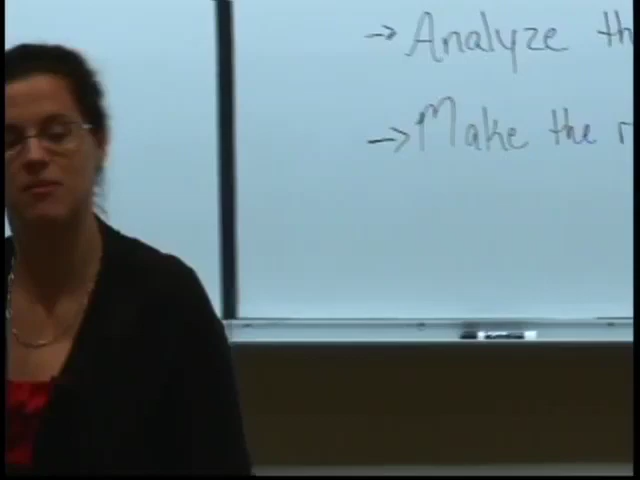 → Analyze th
→ Make the